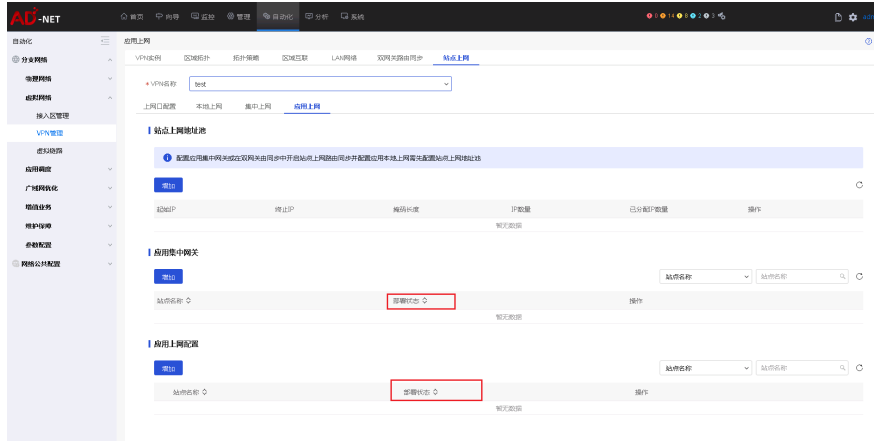 AD-NET 首页 向导 监控 管理 自动化 分析 系统 0 14 8 2 3
自动化
应用上网
分支网络
物理网络
虚拟网络
接入区管理
VPN管理
虚拟链路
应用调度
广域网优化
增值业务
维护保障
参数配置
网络公共配置
VPN实例 区域拓扑 拓扑策略 区域互联 LAN网络 双网关路由同步 站点上网
* VPN名称 test
上网口配置 本地上网 集中上网 应用上网
站点上网地址池
配置应用集中网关或在双网关由同步中开启站点上网路由同步并配置应用本地上网需先配置站点上网地址池
增加
起始IP 终止IP 掩码长度 IP数量 已分配IP数量 操作
暂无数据
应用集中网关
增加 站点名称 站点名称
站点名称 部署状态 操作
暂无数据
应用上网配置
增加 站点名称 站点名称
站点名称 部署状态 操作
暂无数据